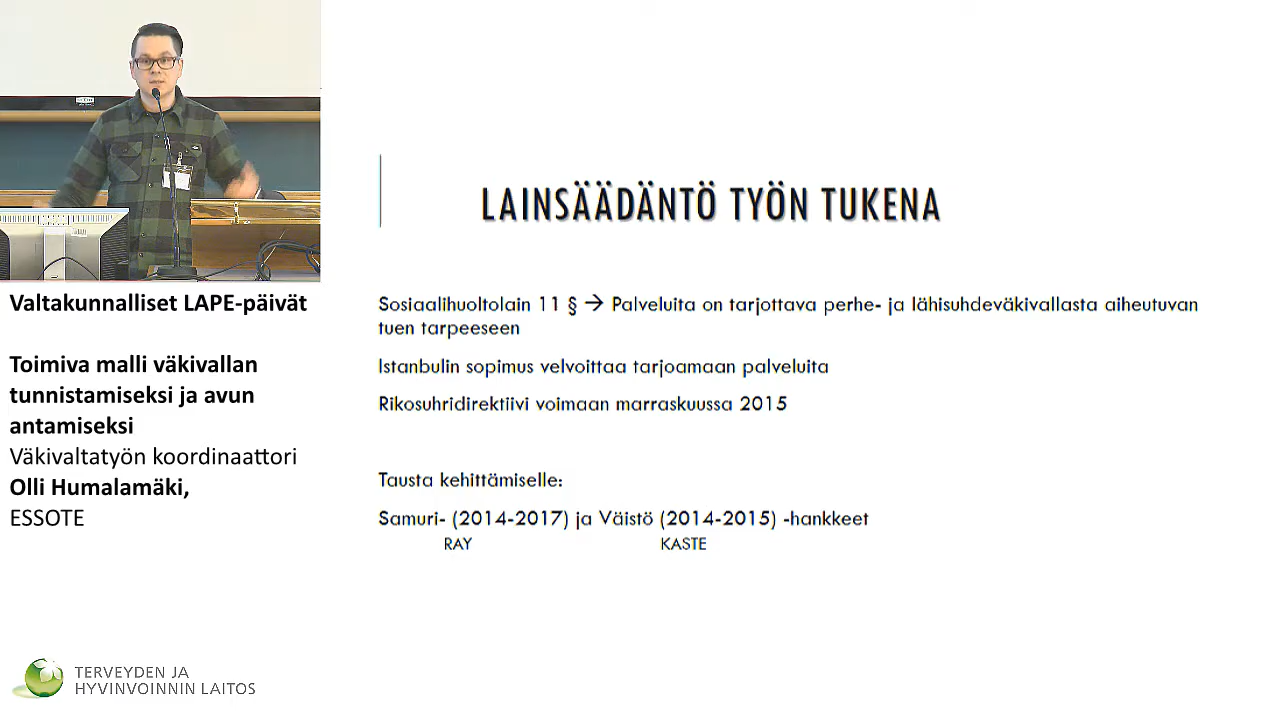 Valtakunnalliset LAPE-päivät
Toimiva malli väkivallan
tunnistamiseksi ja avun
antamiseksi
Väkivaltatyön koordinaattori
Olli Humalamäki,
ESSOTE
TERVEYDEN JA
HYVINVOINNIN LAITOS
LAINSÄÄDÄNTÖ TYÖN TUKENA
Sosiaalihuoltolain 11 § → Palveluita on tarjottava perhe- ja lähisuhdeväkivallasta aiheutuvan
tuen tarpeeseen
Istanbulin sopimus velvoittaa tarjoamaan palveluita
Rikosuhridirektiivi voimaan marraskuussa 2015
Tausta kehittämiselle:
Samuri- (2014-2017) ja Väistö (2014-2015) -hankkeet
RAY KASTE